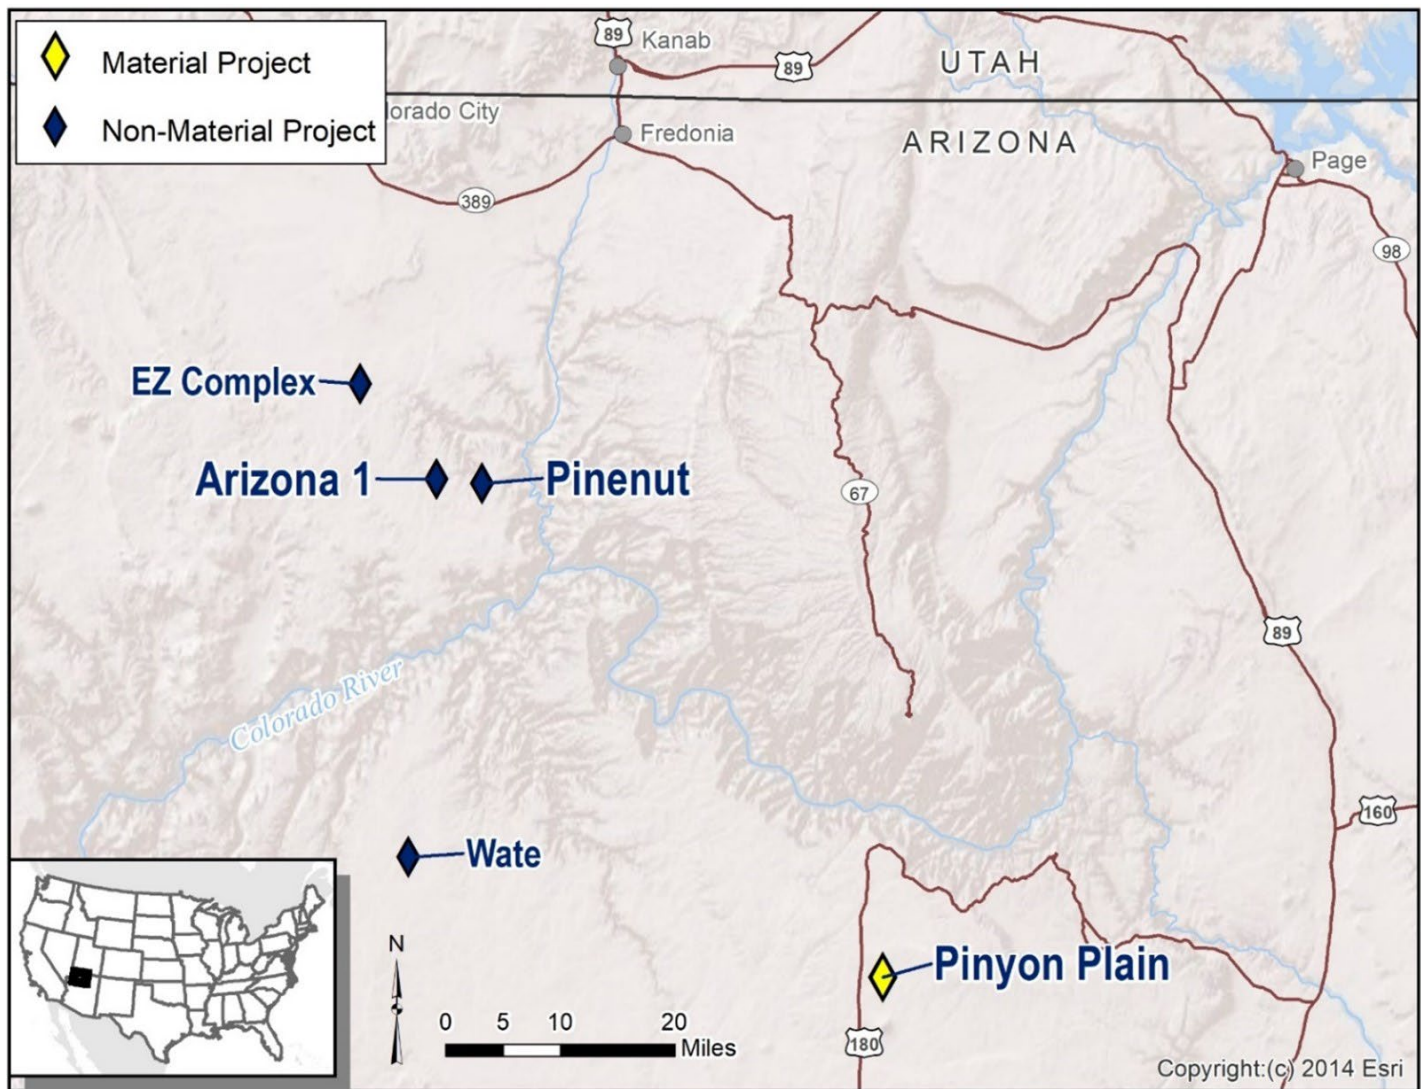 Material Project
Non-Material Project
89
Kanab
89
UTAH
lorado City
Fredonia
ARIZONA
Page
389
98
EZ Complex
Arizona 1
Pinenut
67
89
Colorado River
160
Wate
N
Pinyon Plain
0 5 10 20
Miles
180
Copyright:(c) 2014 Esri